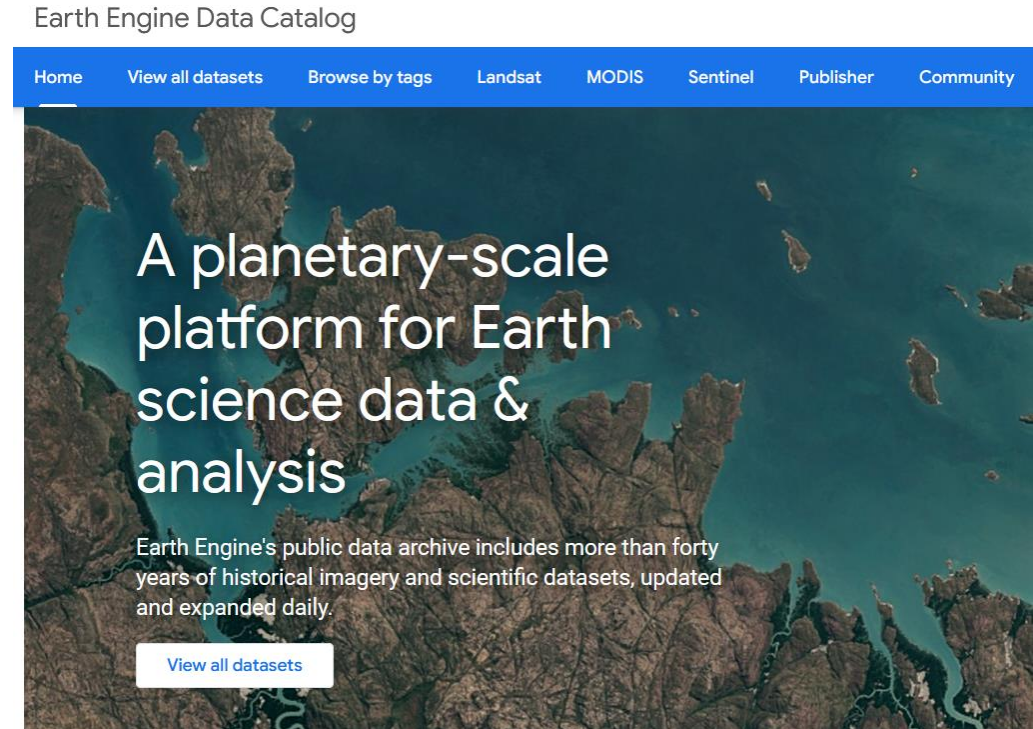 Earth Engine Data Catalog
Home View all datasets Browse by tags Landsat MODIS Sentinel Publisher Community
A planetary-scale
platform for Earth
science data &
analysis
Earth Engine's public data archive includes more than forty
years of historical imagery and scientific datasets, updated
and expanded daily.
View all datasets